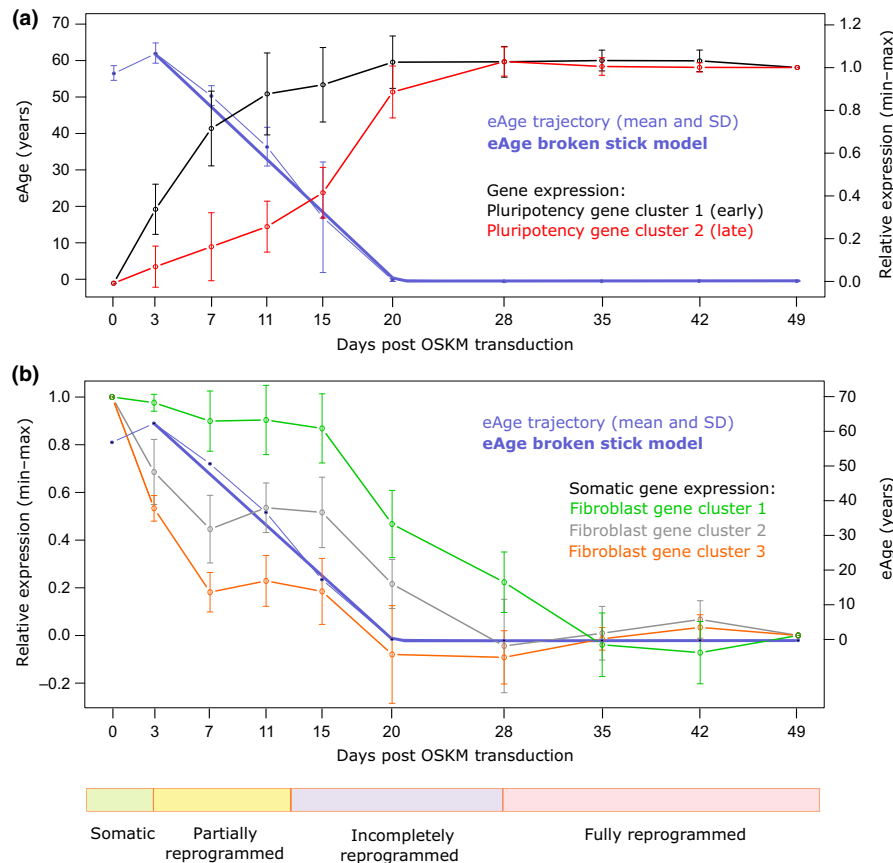 (a)
70
60
50
40
30
20
10
0
eAge (years)
1.2
1.0
0.8
0.6
0.4
0.2
0.0
Relative expression (min–max)
eAge trajectory (mean and SD)
eAge broken stick model
Gene expression:
Pluripotency gene cluster 1 (early)
Pluripotency gene cluster 2 (late)
0 3 7 11 15 20 28 35 42 49
Days post OSKM transduction
(b)
1.0
0.8
0.6
0.4
0.2
0.0
–0.2
Relative expression (min–max)
70
60
50
40
30
20
10
0
eAge (years)
eAge trajectory (mean and SD)
eAge broken stick model
Somatic gene expression:
Fibroblast gene cluster 1
Fibroblast gene cluster 2
Fibroblast gene cluster 3
0 3 7 11 15 20 28 35 42 49
Days post OSKM transduction
Somatic
Partially
reprogrammed
Incompletely
reprogrammed
Fully reprogrammed